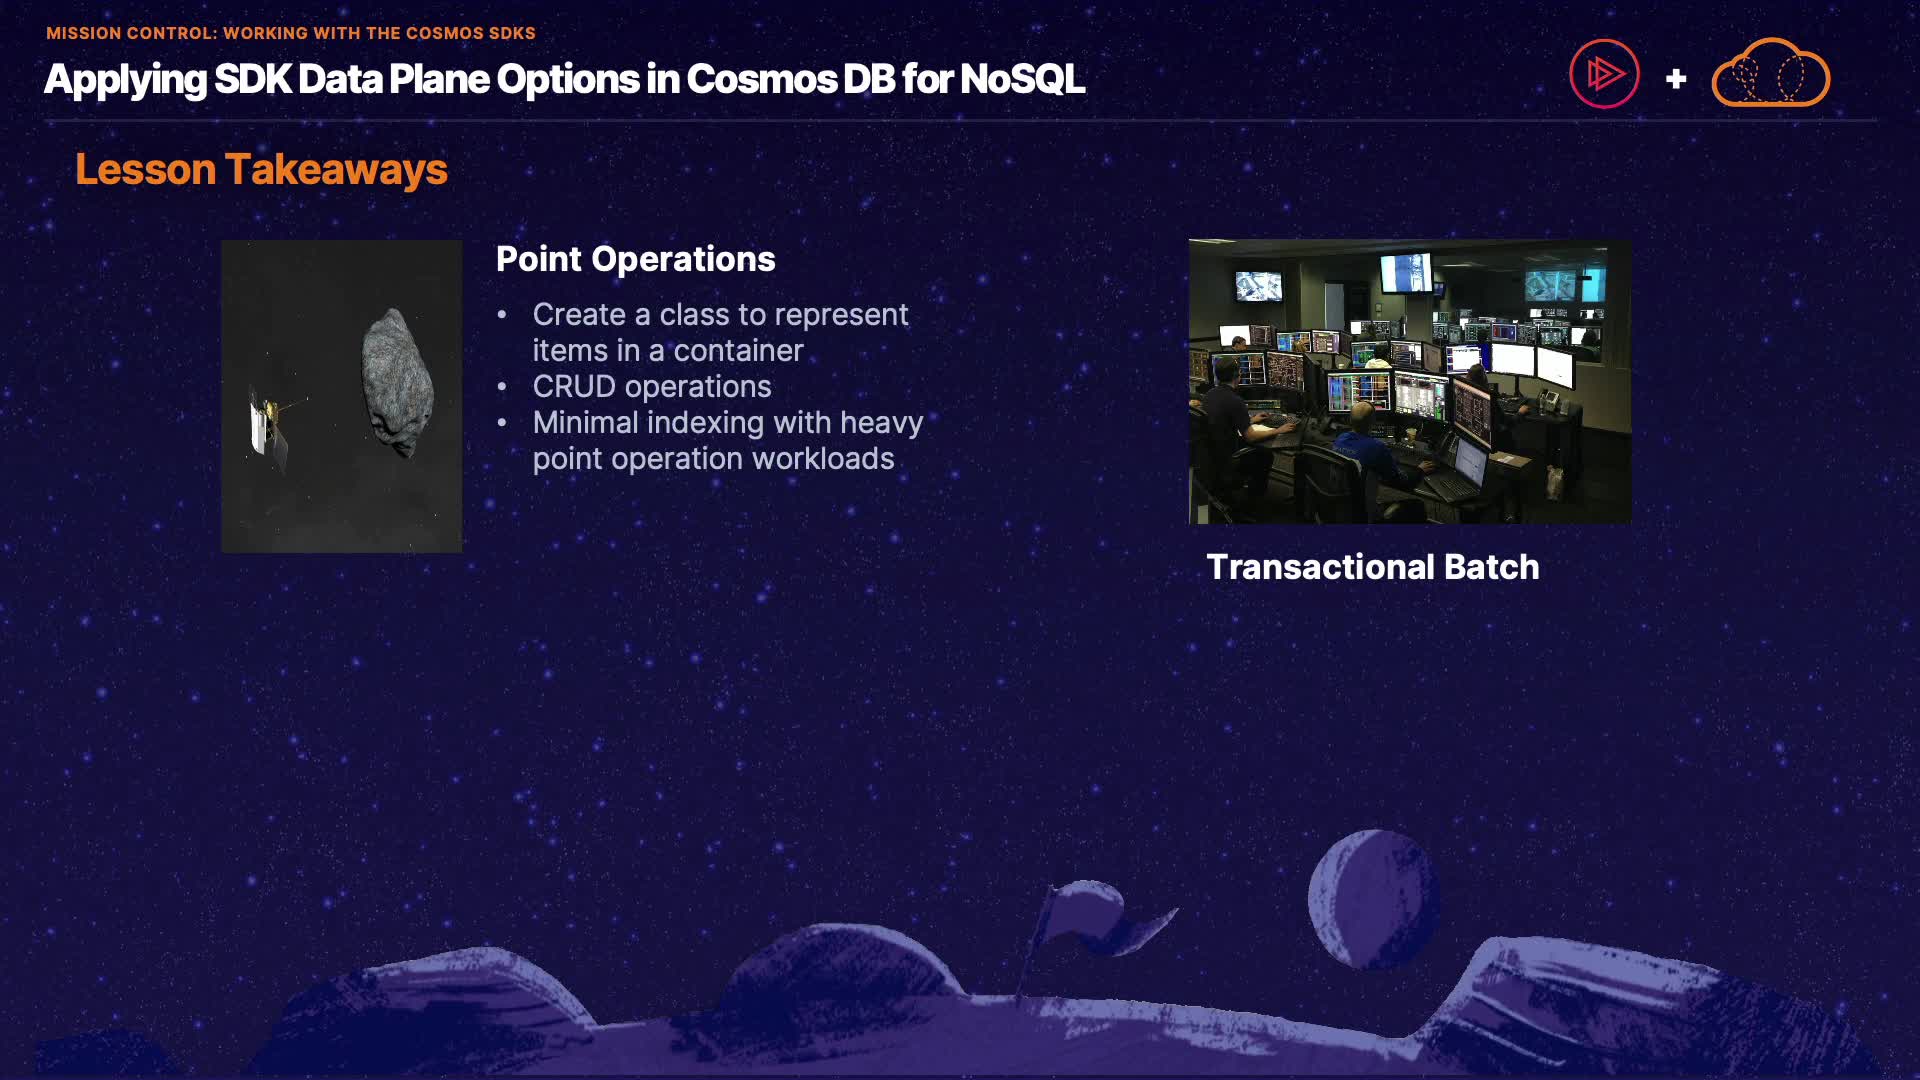 MISSION CONTROL: WORKING WITH THE COSMOS SDKS
Applying SDK Data Plane Options in Cosmos DB for NoSQL
+
Lesson Takeaways
Point Operations
• Create a class to represent
items in a container
• CRUD operations
• Minimal indexing with heavy
point operation workloads
Transactional Batch